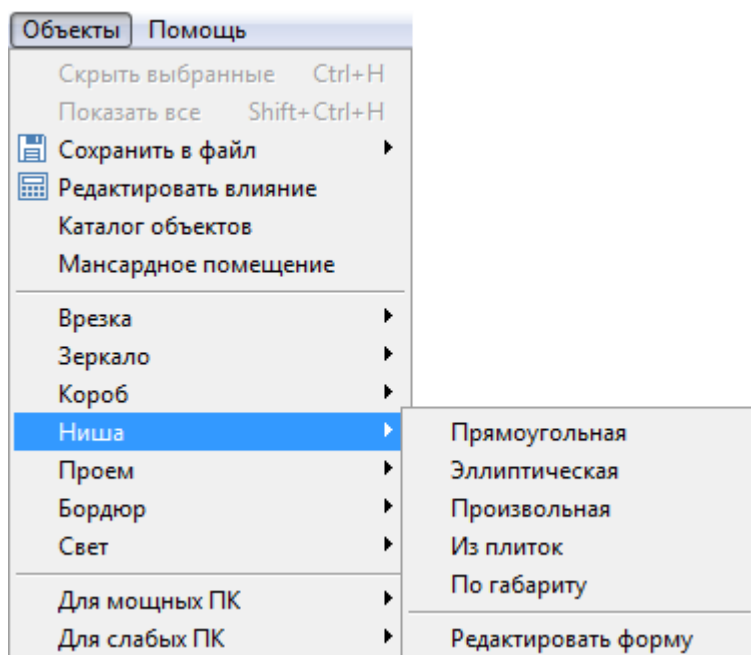 Объекты Помощь
Скрыть выбранные Ctrl+H
Показать все Shift+Ctrl+H
Сохранить в файл
Редактировать влияние
Каталог объектов
Мансардное помещение
Врезка
Зеркало
Короб
Ниша
Проем
Бордюр
Свет
Для мощных ПК
Для слабых ПК
Прямоугольная
Эллиптическая
Произвольная
Из плиток
По габариту
Редактировать форму